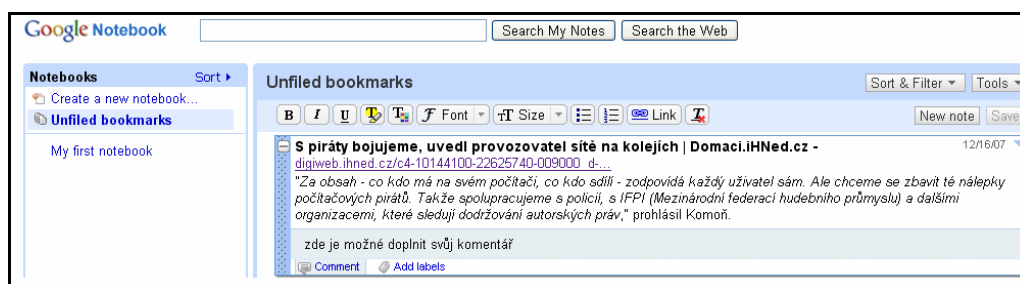 Google Notebook
Search My Notes
Search the Web
Notebooks
Sort
Create a new notebook...
Unfiled bookmarks
My first notebook
Unfiled bookmarks
Sort & Filter
Tools
B I U T T F Font T Size Link T
New note
Save
S piráty bojujeme, uvedl provozovatel sítě na kolejích | Domaci.iHNed.cz -
12/16/07
digiweb.ihned.cz/c4-10144100-22625740-009000_d-...
"Za obsah - co kdo má na svém počítači, co kdo sdílí - zodpovídá každý uživatel sám. Ale chceme se zbavit té nálepky
počítačových pirátů. Takže spolupracujeme s policií, s IFPI (Mezinárodní federací hudebního průmyslu) a dalšími
organizacemi, které sledují dodržování autorských práv," prohlásil Komoň.
zde je možné doplnit svůj komentář
Comment
Add labels